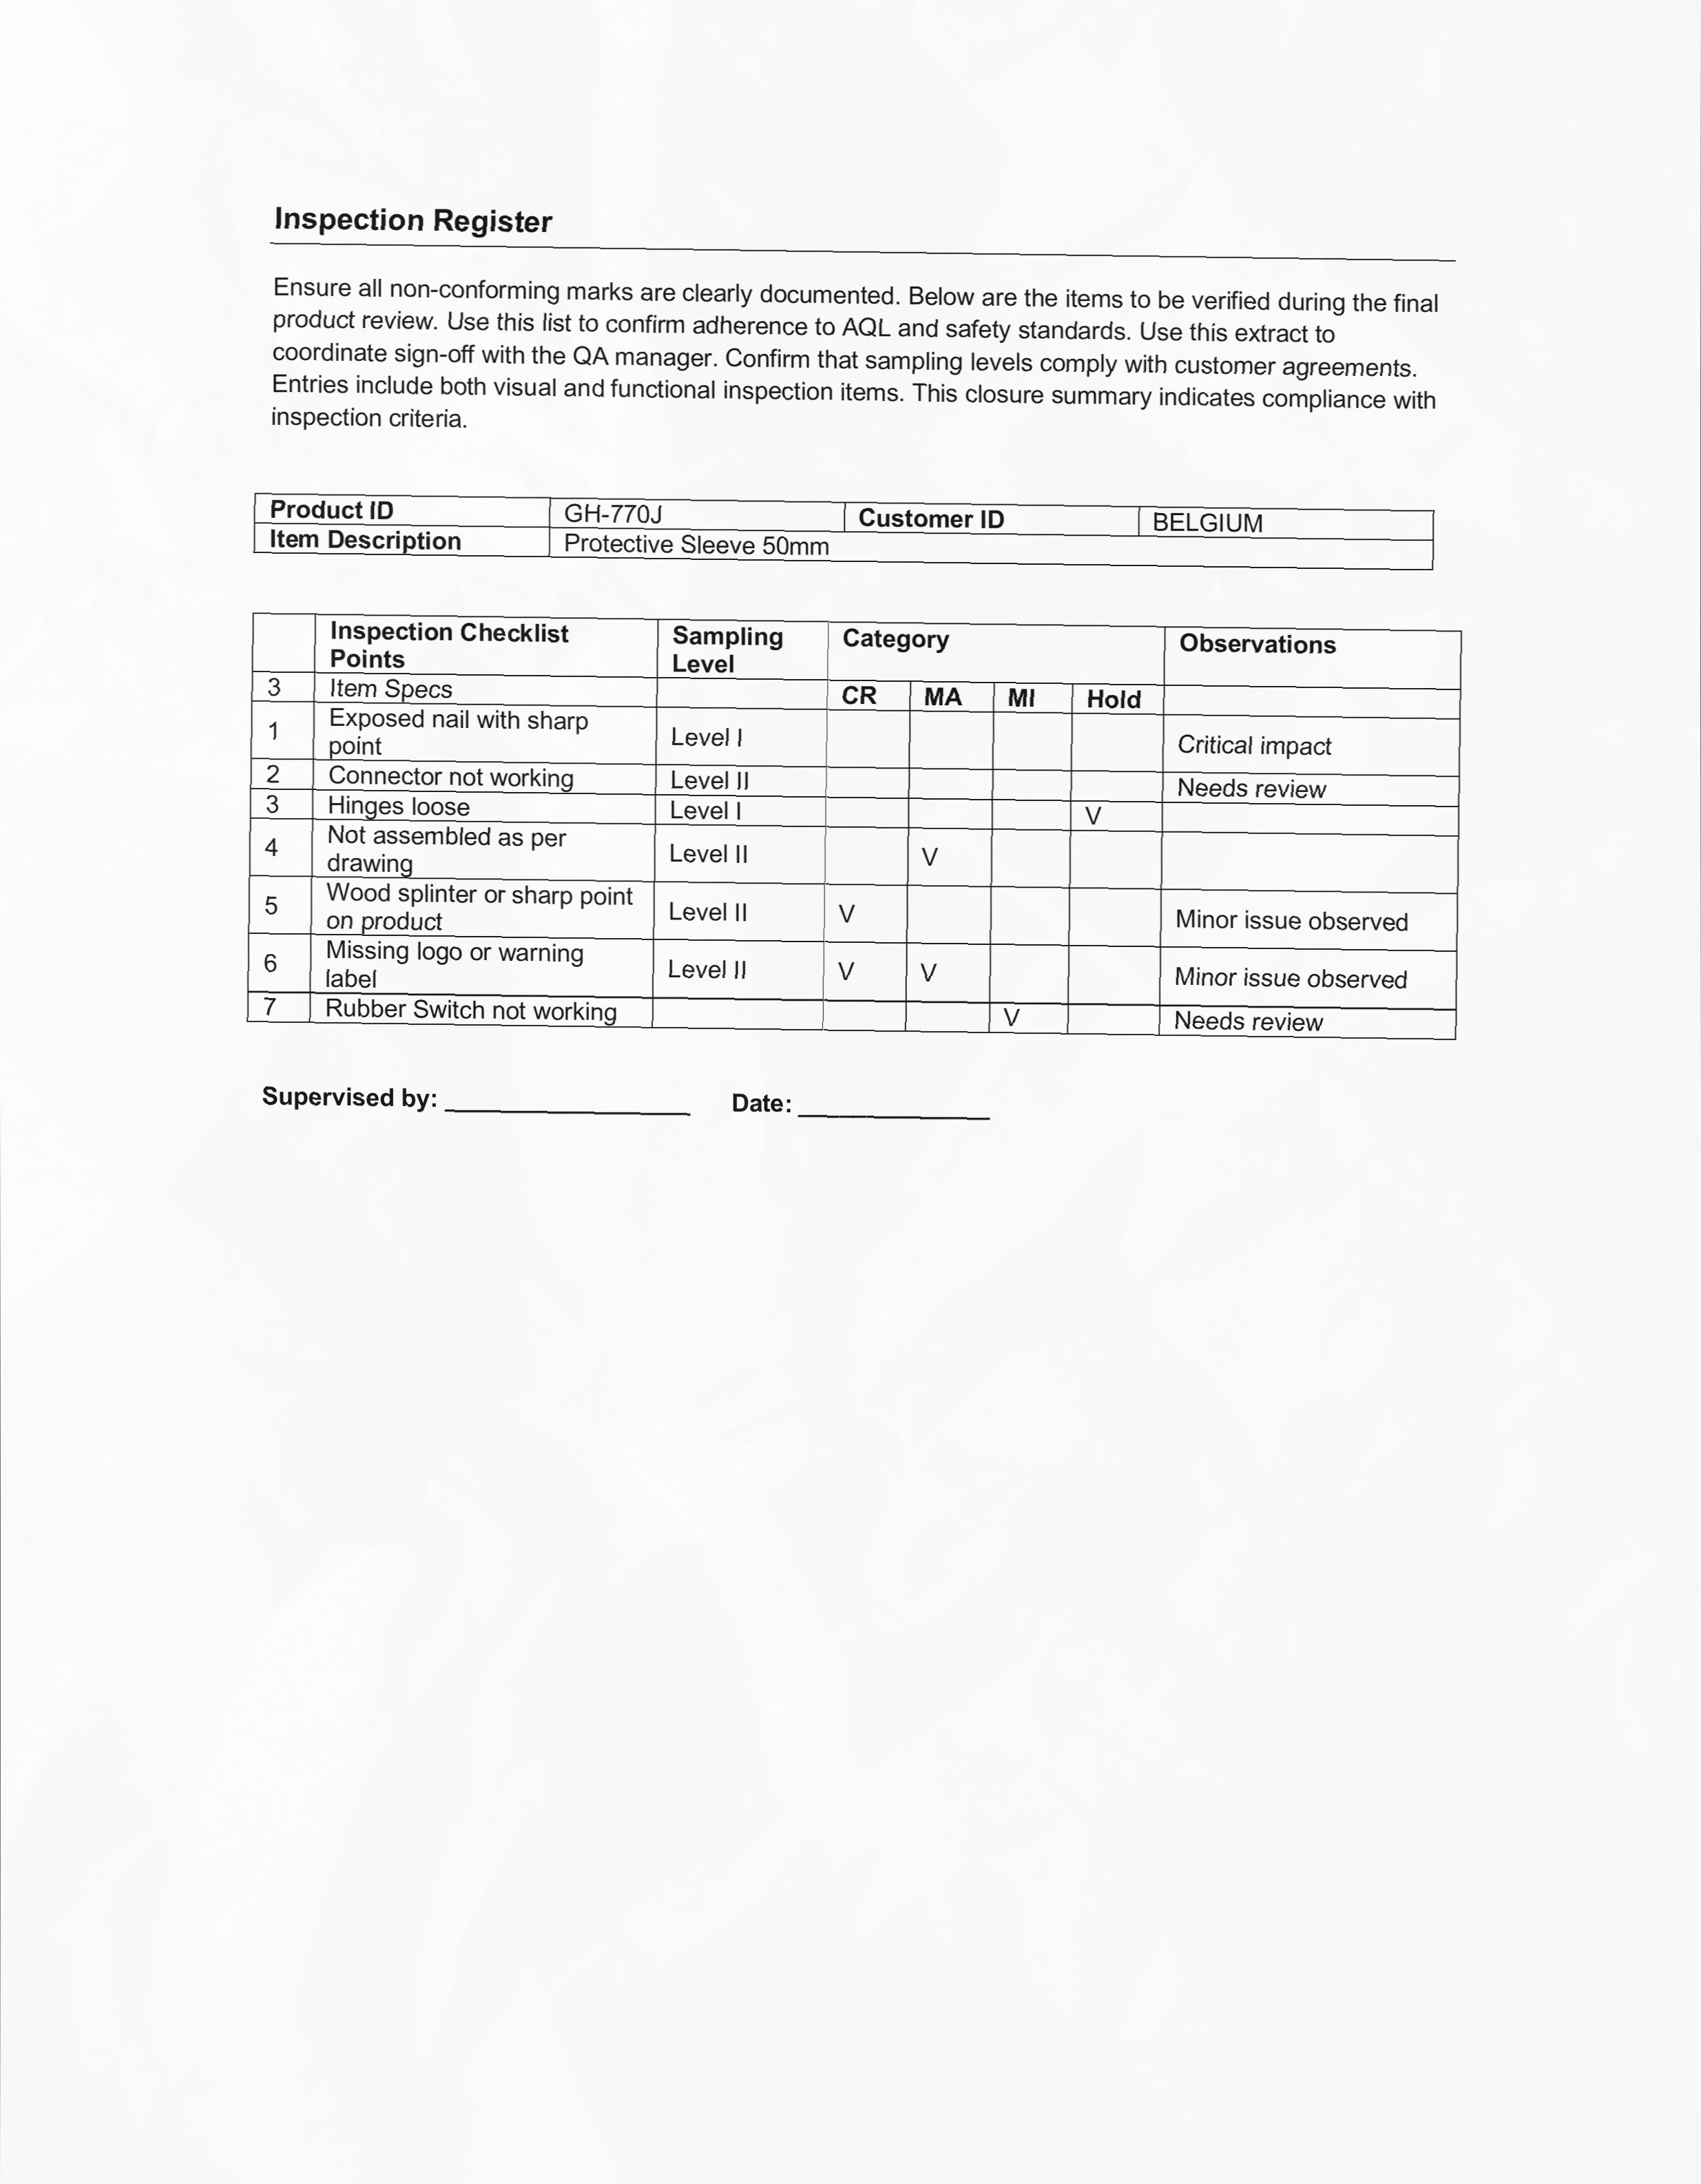 Inspection Register
Ensure all non-conforming marks are clearly documented. Below are the items to be verified during the final
product review. Use this list to confirm adherence to AQL and safety standards. Use this extract to
coordinate sign-off with the QA manager. Confirm that sampling levels comply with customer agreements.
Entries include both visual and functional inspection items. This closure summary indicates compliance with
inspection criteria.
Product ID GH-770J Customer ID BELGIUM
Item Description Protective Sleeve 50mm
Inspection Checklist Points Sampling Level Category Observations
3 Item Specs CR MA MI Hold
1 Exposed nail with sharp point Level I Critical impact
2 Connector not working Level II Needs review
3 Hinges loose Level I V
4 Not assembled as per drawing Level II V
5 Wood splinter or sharp point on product Level II V Minor issue observed
6 Missing logo or warning label Level II V V Minor issue observed
7 Rubber Switch not working V Needs review
Supervised by: __________________ Date: ______________